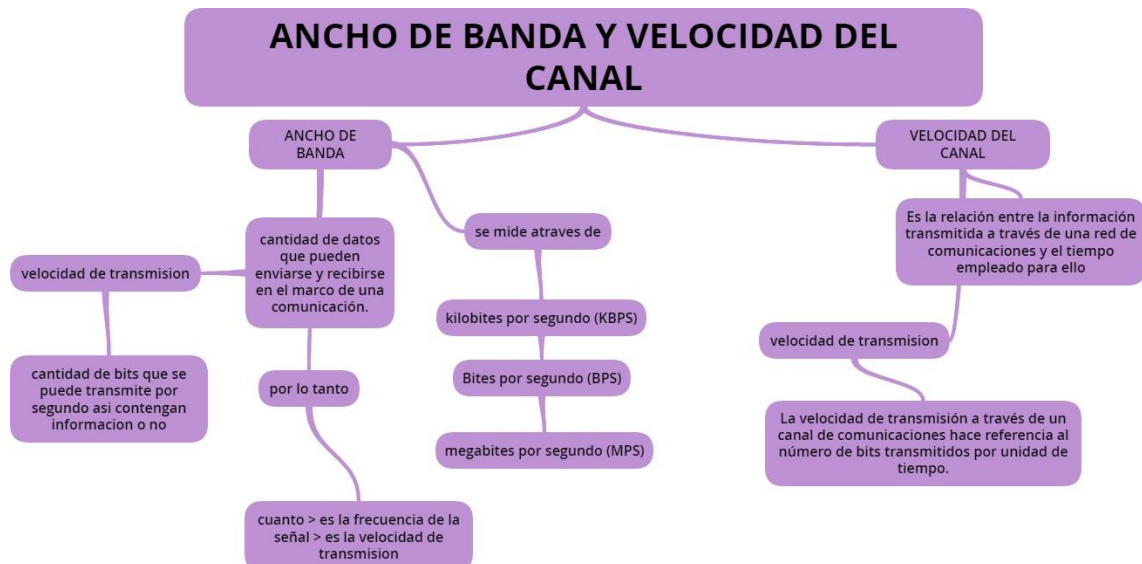 ANCHO DE BANDA Y VELOCIDAD DEL
CANAL
ANCHO DE
BANDA
cantidad de datos
que pueden
enviarse y recibirse
en el marco de una
comunicación.
velocidad de transmision
cantidad de bits que se
puede transmite por
segundo asi contengan
informacion o no
por lo tanto
cuanto > es la frecuencia de la
señal > es la velocidad de
transmision
se mide atraves de
kilobites por segundo (KBPS)
Bites por segundo (BPS)
megabites por segundo (MPS)
VELOCIDAD DEL
CANAL
Es la relación entre la información
transmitida a través de una red de
comunicaciones y el tiempo
empleado para ello
velocidad de transmision
La velocidad de transmisión a través de un
canal de comunicaciones hace referencia al
número de bits transmitidos por unidad de
tiempo.